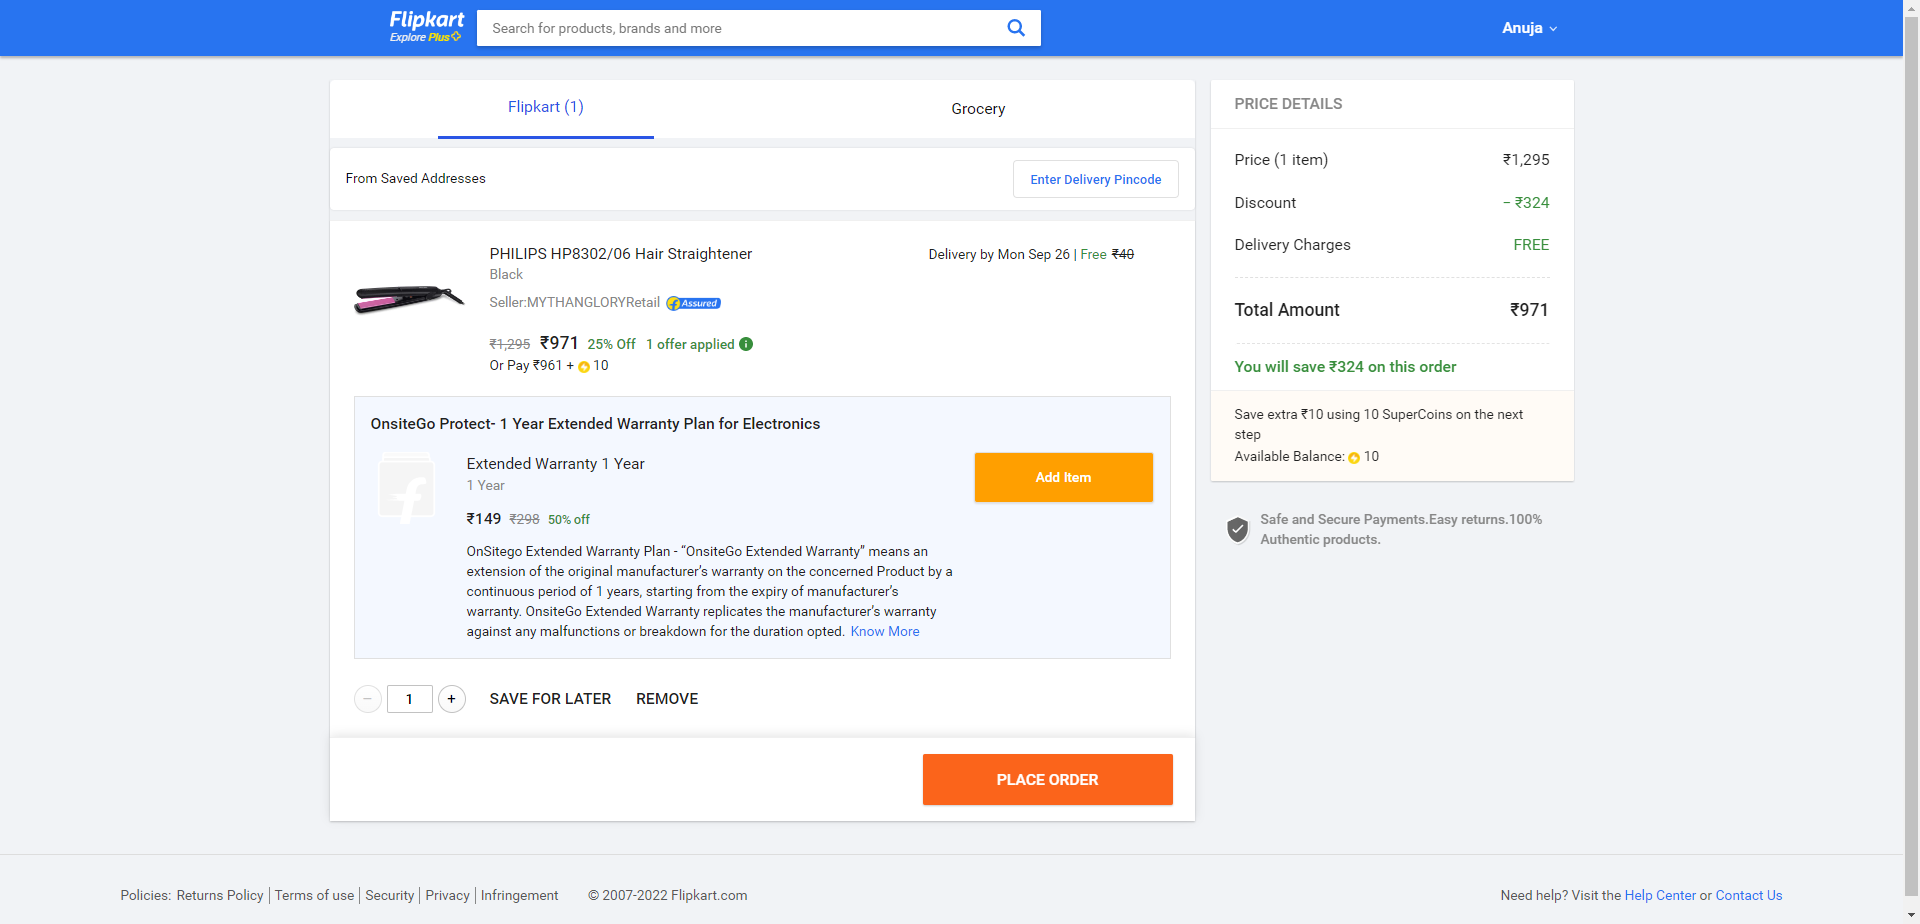 Flipkart
Explore Plus
Search for products, brands and more
Anuja
Flipkart (1)
Grocery
From Saved Addresses
Enter Delivery Pincode
PHILIPS HP8302/06 Hair Straightener
Black
Seller:MYTHANGLORYRetail
Assured
Delivery by Mon Sep 26 | Free ₹40
₹1,295 ₹971 25% Off 1 offer applied
Or Pay ₹961 + 10
OnsiteGo Protect- 1 Year Extended Warranty Plan for Electronics
Extended Warranty 1 Year
1 Year
₹149 ₹298 50% off
Add Item
OnSitego Extended Warranty Plan - “OnsiteGo Extended Warranty” means an
extension of the original manufacturer’s warranty on the concerned Product by a
continuous period of 1 years, starting from the expiry of manufacturer’s
warranty. OnsiteGo Extended Warranty replicates the manufacturer’s warranty
against any malfunctions or breakdown for the duration opted. Know More
− 1 + SAVE FOR LATER REMOVE
PLACE ORDER
PRICE DETAILS
Price (1 item) ₹1,295
Discount − ₹324
Delivery Charges FREE
Total Amount ₹971
You will save ₹324 on this order
Save extra ₹10 using 10 SuperCoins on the next
step
Available Balance: 10
Safe and Secure Payments.Easy returns.100%
Authentic products.
Policies: Returns Policy | Terms of use | Security | Privacy | Infringement © 2007-2022 Flipkart.com
Need help? Visit the Help Center or Contact Us